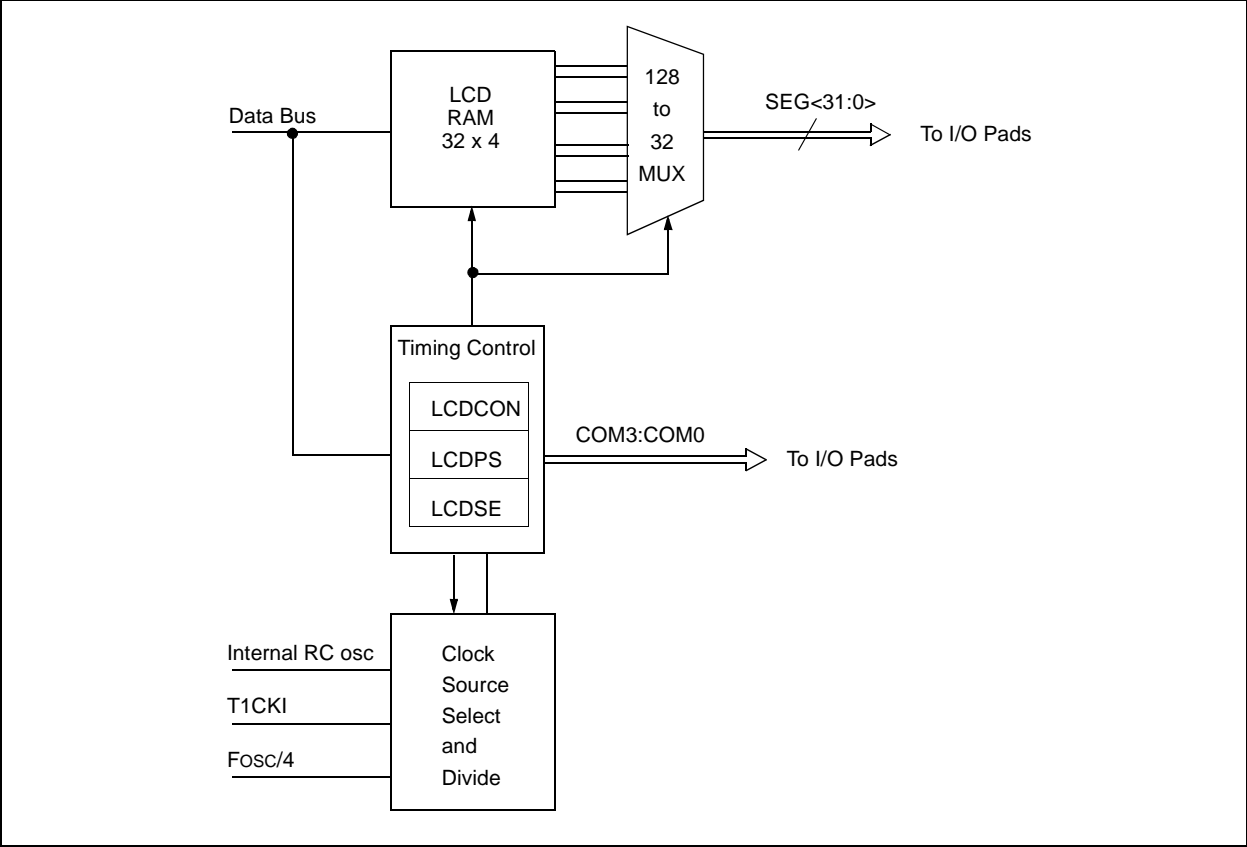 LCD
RAM
32 x 4
128
to
32
MUX
SEG<31:0>
To I/O Pads
Data Bus
Timing Control
LCDCON
LCDPS
LCDSE
COM3:COM0
To I/O Pads
Internal RC osc
T1CKI
FOSC/4
Clock
Source
Select
and
Divide